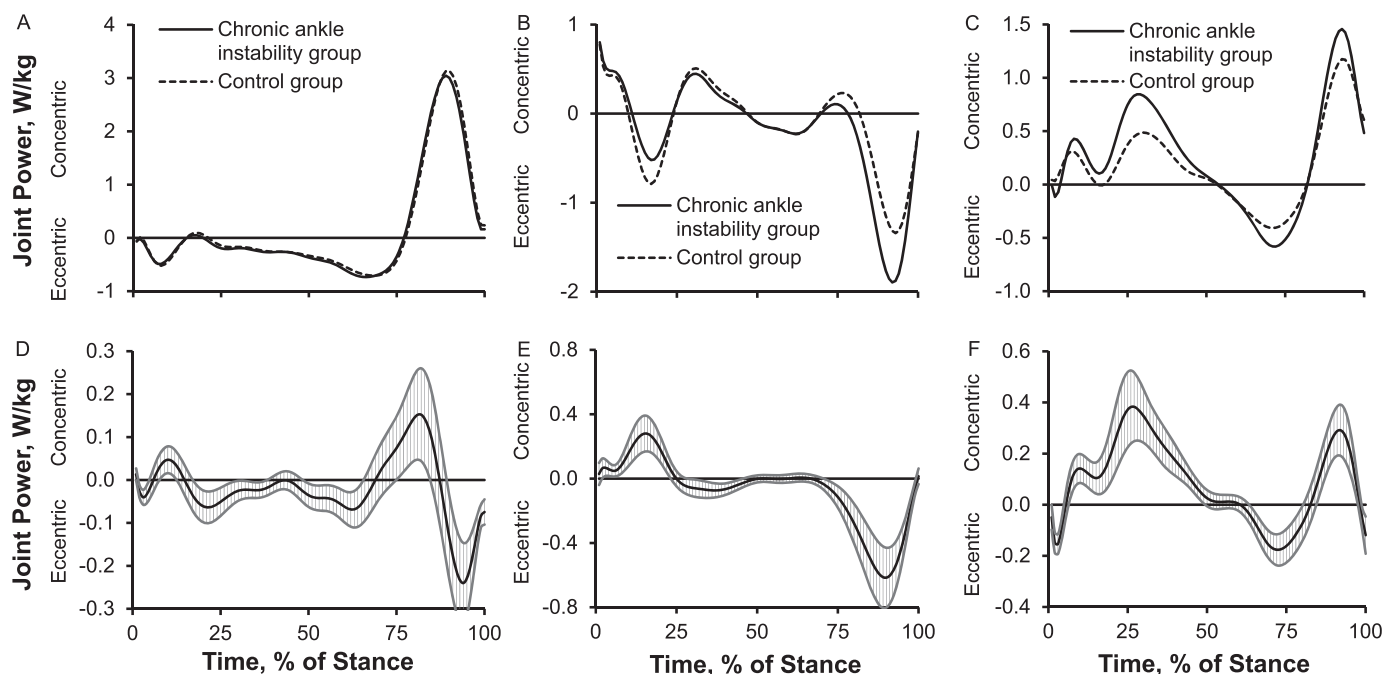 A
Joint Power, W/kg
Concentric
Eccentric
4
3
2
1
0
-1
Chronic ankle
instability group
Control group
B
Concentric
Eccentric
1
0
-1
-2
Chronic ankle
instability group
Control group
C
Concentric
Eccentric
1.5
1.0
0.5
0.0
-0.5
-1.0
Chronic ankle
instability group
Control group
D
Joint Power, W/kg
Concentric
Eccentric
0.3
0.2
0.1
0.0
-0.1
-0.2
-0.3
0 25 50 75 100
Time, % of Stance
E
Concentric
Eccentric
0.8
0.4
0.0
-0.4
-0.8
0 25 50 75 100
Time, % of Stance
F
Concentric
Eccentric
0.6
0.4
0.2
0.0
-0.2
-0.4
0 25 50 75 100
Time, % of Stance